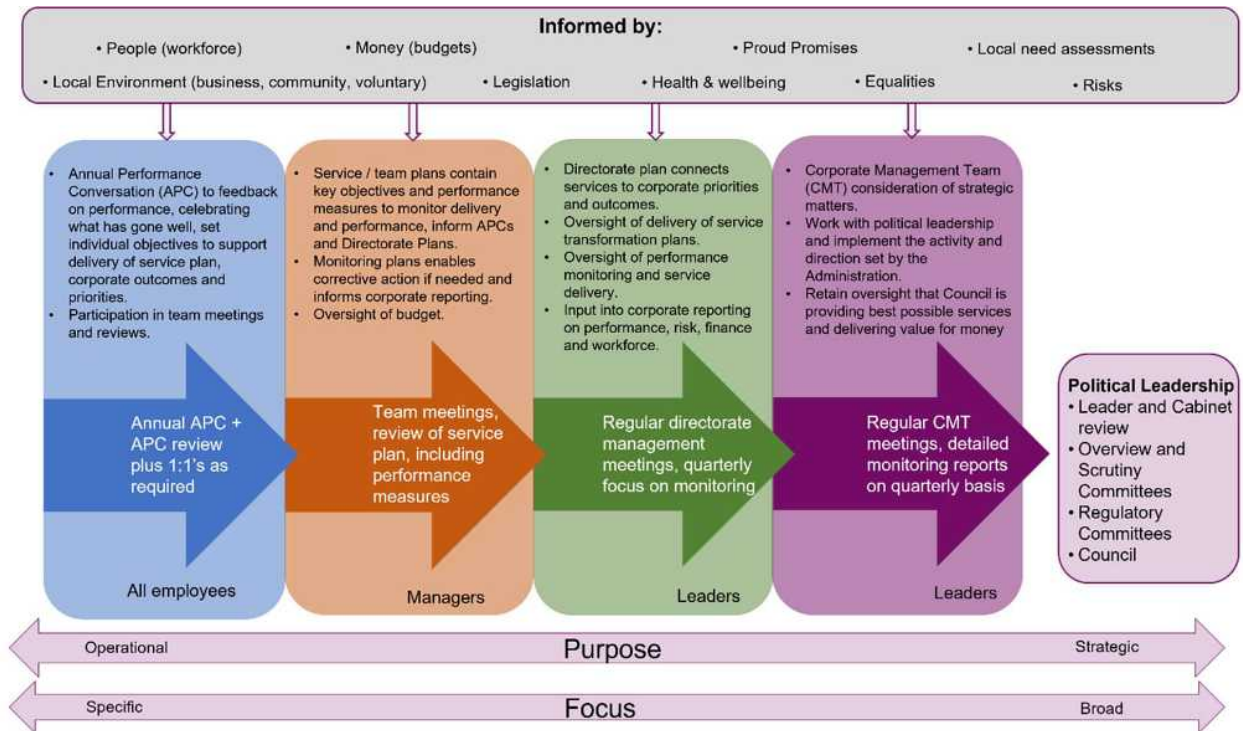 Informed by:
• People (workforce)
• Money (budgets)
• Proud Promises
• Local need assessments
• Local Environment (business, community, voluntary)
• Legislation
• Health & wellbeing
• Equalities
• Risks
• Annual Performance
Conversation (APC) to feedback
on performance, celebrating
what has gone well, set
individual objectives to support
delivery of service plan,
corporate outcomes and
priorities.
• Participation in team meetings
and reviews.
Annual APC +
APC review
plus 1:1's as
required
All employees
• Service / team plans contain
key objectives and performance
measures to monitor delivery
and performance, inform APCs
and Directorate Plans.
• Monitoring plans enables
corrective action if needed and
informs corporate reporting.
• Oversight of budget.
Team meetings,
review of service
plan, including
performance
measures
Managers
• Directorate plan connects
services to corporate priorities
and outcomes.
• Oversight of delivery of service
transformation plans.
• Oversight of performance
monitoring and service
delivery.
• Input into corporate reporting
on performance, risk, finance
and workforce.
Regular directorate
management
meetings, quarterly
focus on monitoring
Leaders
• Corporate Management Team
(CMT) consideration of strategic
matters.
• Work with political leadership
and implement the activity and
direction set by the
Administration.
• Retain oversight that Council is
providing best possible services
and delivering value for money
Regular CMT
meetings, detailed
monitoring reports
on quarterly basis
Leaders
Political Leadership
• Leader and Cabinet
review
• Overview and
Scrutiny
Committees
• Regulatory
Committees
• Council
Operational
Purpose
Strategic
Specific
Focus
Broad